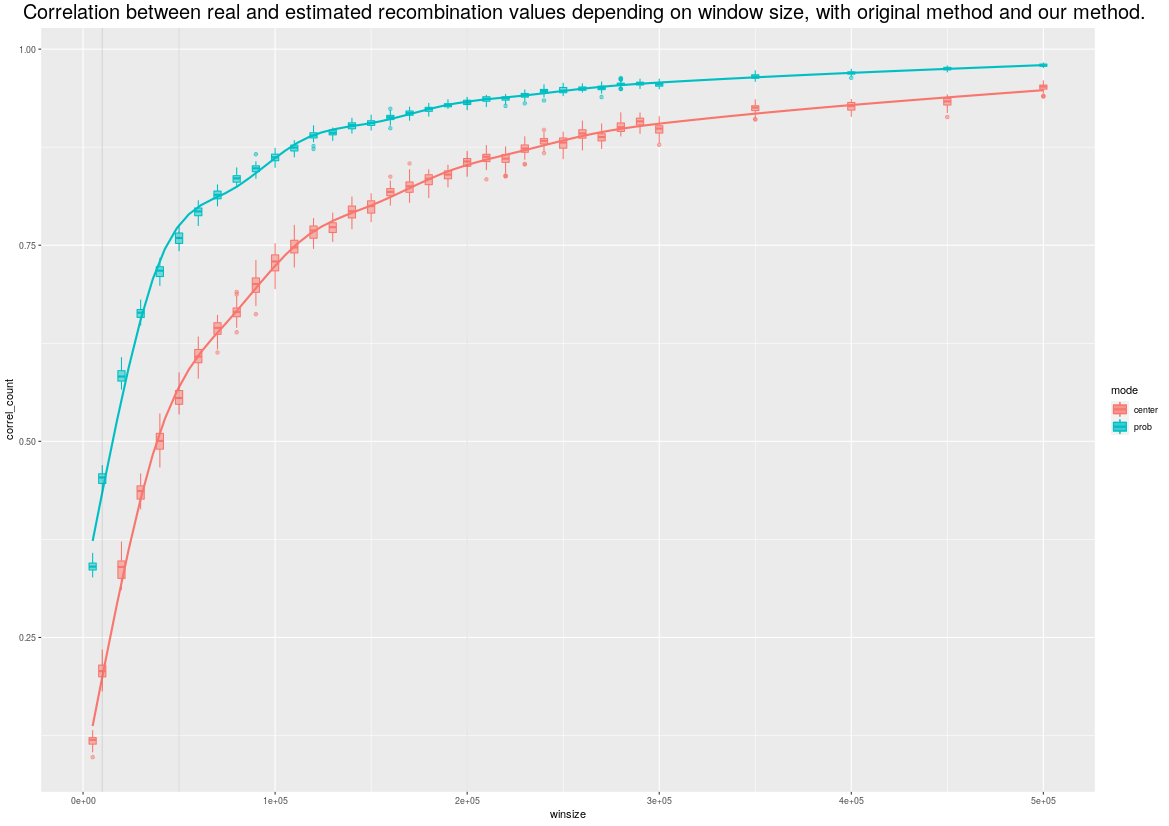 Correlation between real and estimated recombination values depending on window size, with original method and our method.
correl_count
1.00
0.75
0.50
0.25
0e+00
1e+05
2e+05
3e+05
4e+05
5e+05
winsize
mode
center
prob